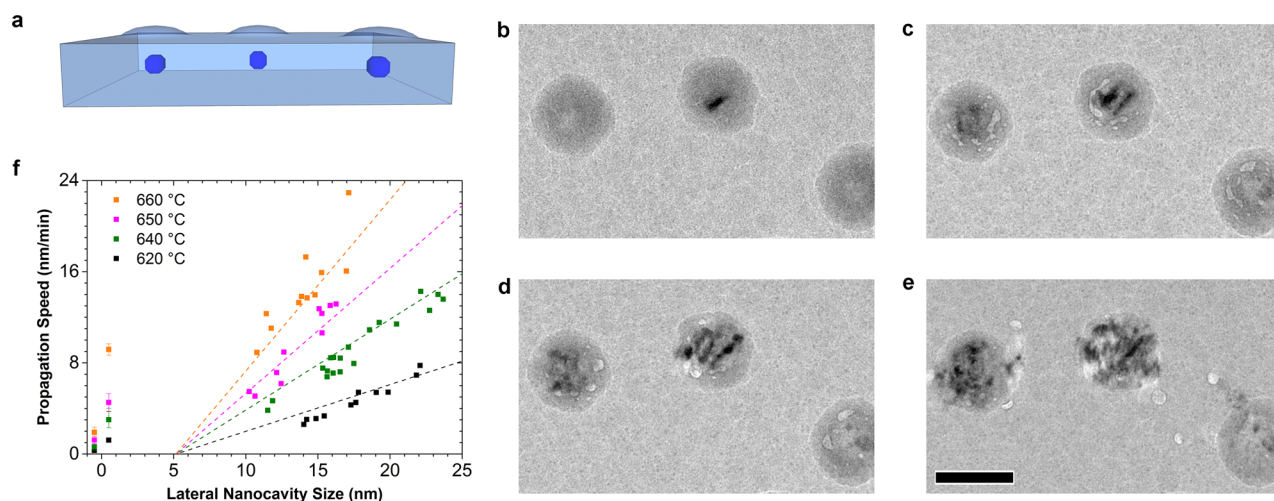 a
b
c
f
24
16
8
0
Propagation Speed (nm/min)
660 °C
650 °C
640 °C
620 °C
0
5
10
15
20
25
Lateral Nanocavity Size (nm)
d
e